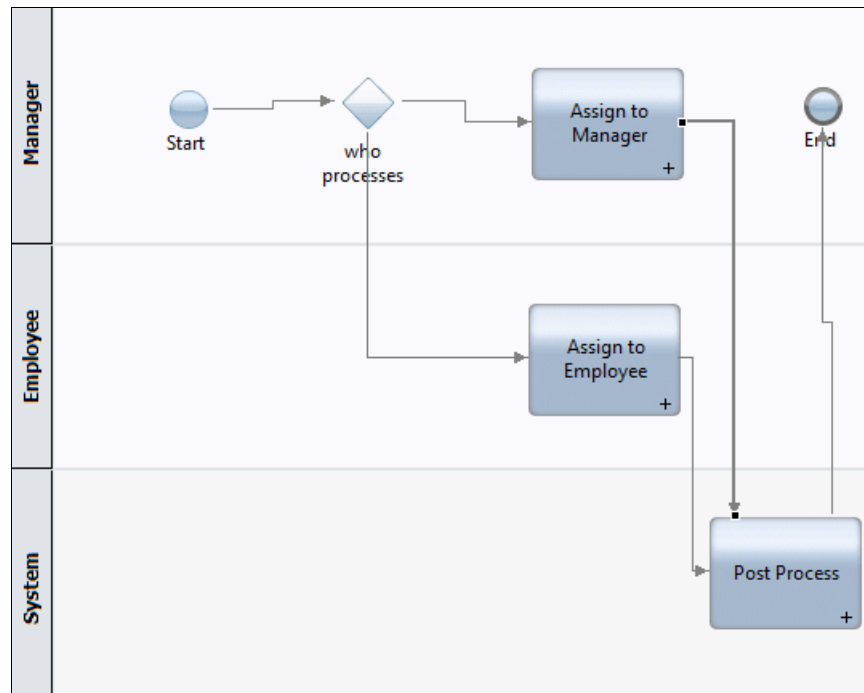 Manager
Start
who
processes
Assign to
Manager
+
End
Employee
Assign to
Employee
+
System
Post Process
+